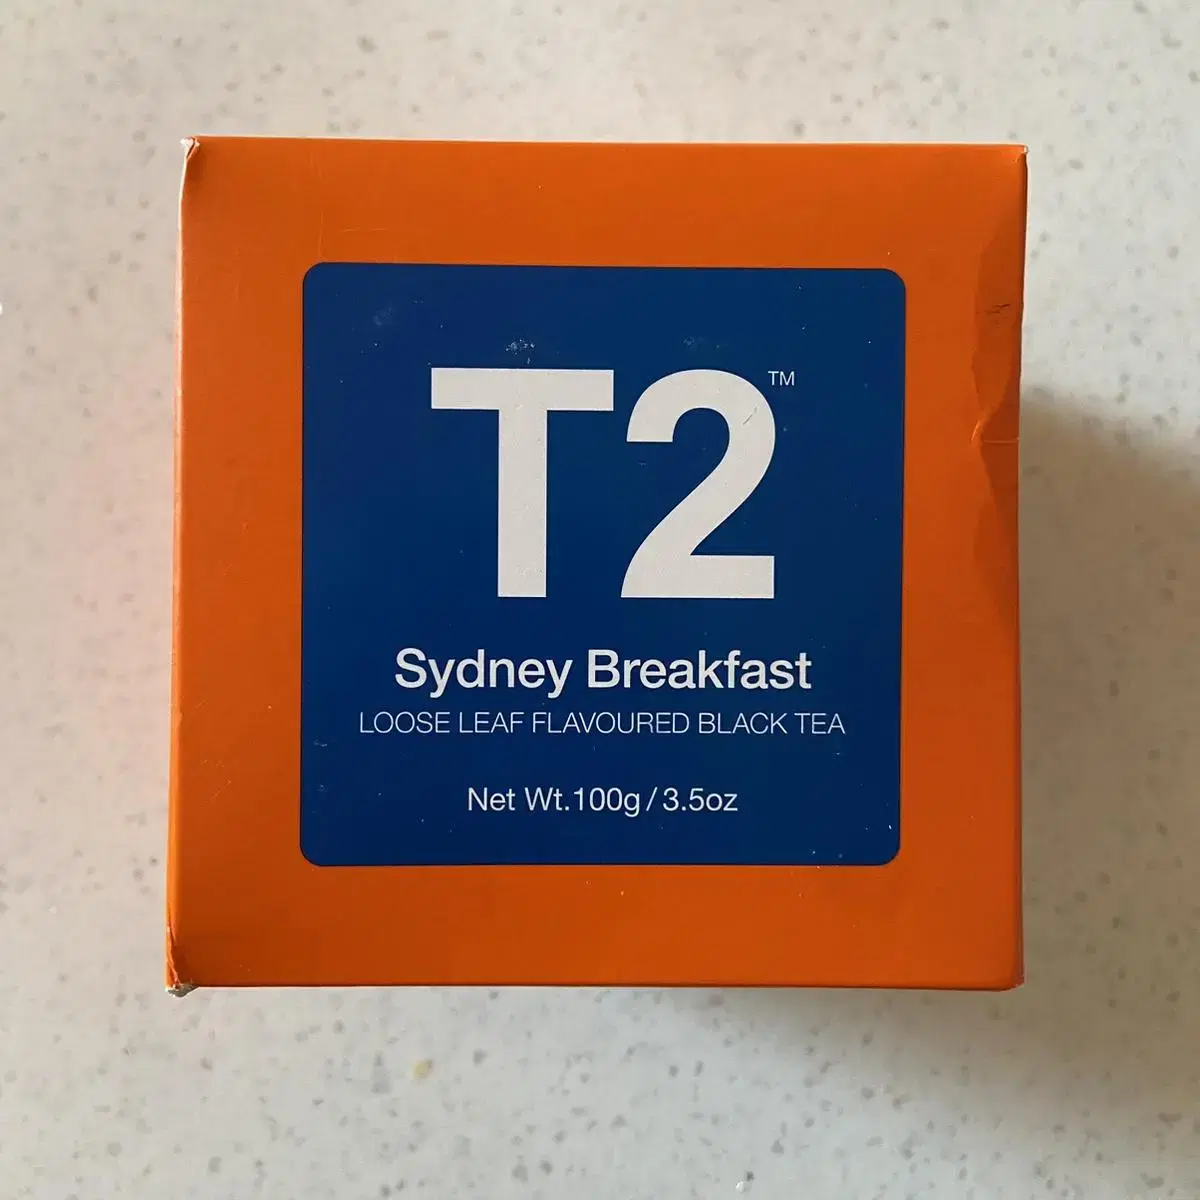 T2™
Sydney Breakfast
LOOSE LEAF FLAVOURED BLACK TEA
Net Wt.100g/3.5oz